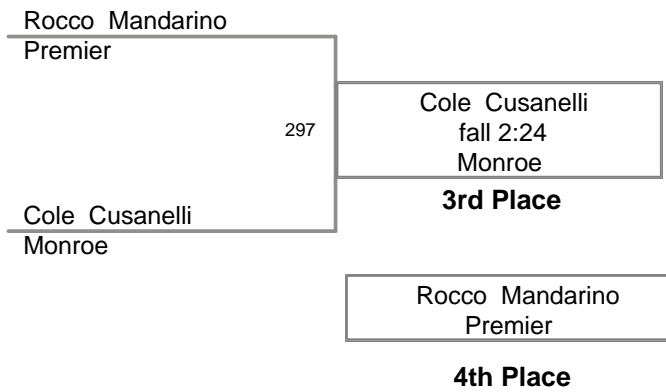 Rocco Mandarino
Premier
297
Cole Cusanelli
fall 2:24
Monroe
3rd Place
Cole Cusanelli
Monroe
Rocco Mandarino
Premier
4th Place